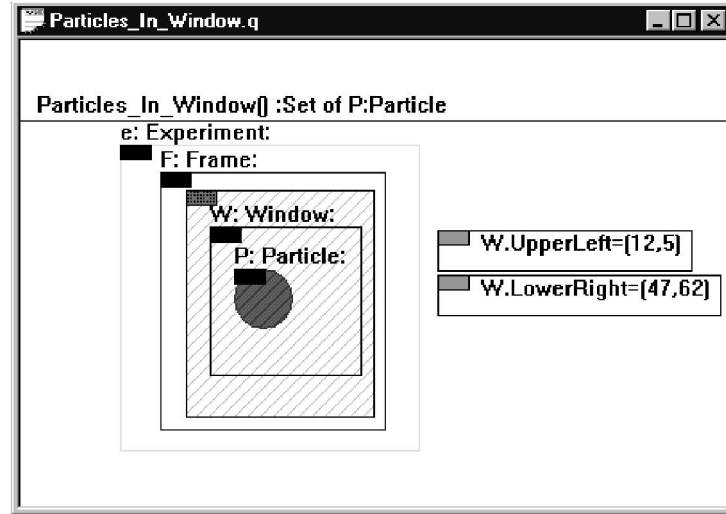 Particles_In_Window.q
Particles_In_Window() :Set of P:Particle
e: Experiment:
F: Frame:
W: Window:
P: Particle:
W.UpperLeft=(12,5)
W.LowerRight=(47,62)